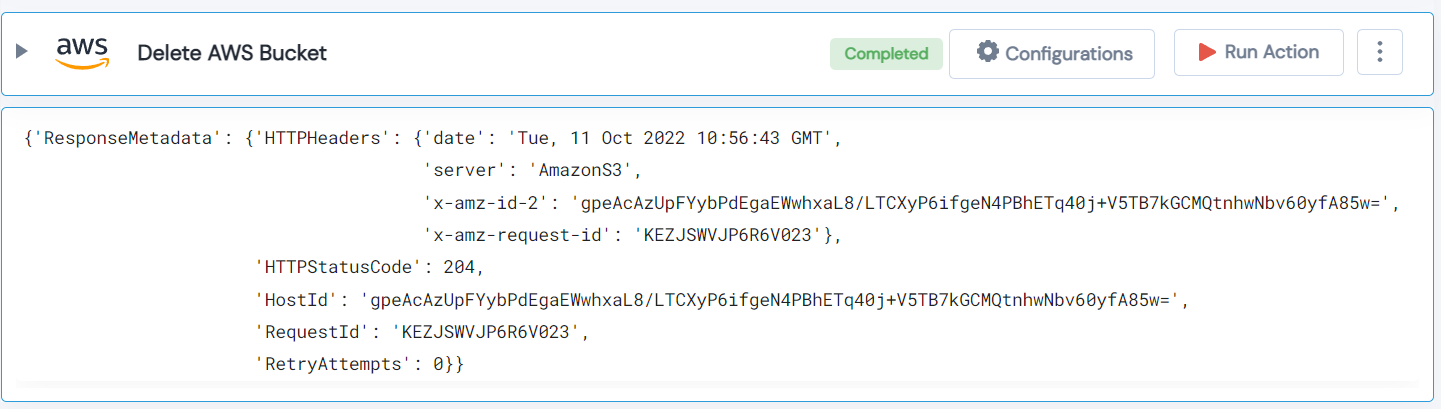 aws Delete AWS Bucket Completed Configurations Run Action
{'ResponseMetadata': {'HTTPHeaders': {'date': 'Tue, 11 Oct 2022 10:56:43 GMT',
'server': 'AmazonS3',
'x-amz-id-2': 'gpeAcAzUpFYybPdEgaEWwhxaL8/LTCXyP6ifgeN4PBhETq40j+V5TB7kGCMQtnhwNbv60yfA85w=',
'x-amz-request-id': 'KEZJSWVJP6R6V023'},
'HTTPStatusCode': 204,
'HostId': 'gpeAcAzUpFYybPdEgaEWwhxaL8/LTCXyP6ifgeN4PBhETq40j+V5TB7kGCMQtnhwNbv60yfA85w=',
'RequestId': 'KEZJSWVJP6R6V023',
'RetryAttempts': 0}}